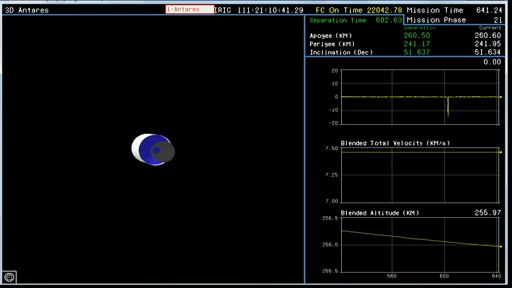 3D Antares
1-Antares
IRIG 111:21:10:41.29
FC On Time 22042.78
Mission Time 641.24
Separation Time 602.63
Mission Phase 21
Separation Current
Apogee (KM) 260.50 260.60
Perigee (KM) 241.17 241.95
Inclination (Dec) 51.637 51.634
0.00
20
10
0
-10
-20
Blended Total Velocity (KM/s)
7.50
7.25
7.00
Blended Altitude (KM) 255.97
256.5
256.0
255.5
560 600 640